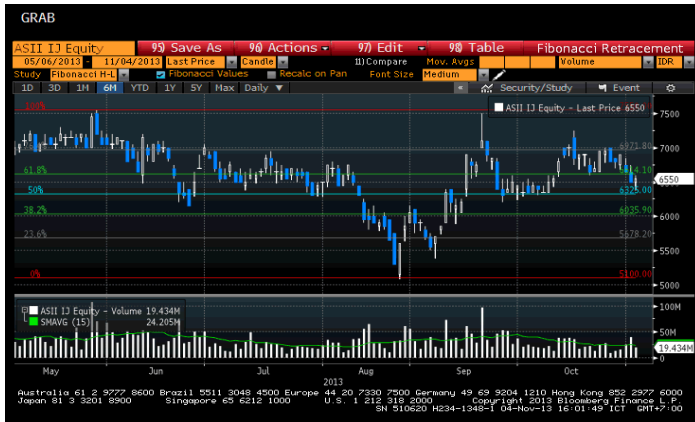 GRAB
ASII IJ Equity 95) Save As 96) Actions 97) Edit 98) Table Fibonacci Retracement
05/06/2013 - 11/04/2013 Last Price Candle 11) Compare Mov. Avgs Volume IDR
Study Fibonacci H-L Fibonacci Values Recalc on Pan Font Size Medium
1D 3D 1M 6M YTD 1Y 5Y Max Daily ▼ « Security/Study Event
100%
ASII IJ Equity - Last Price 6550
7500
6971.80
7000
61.8%
6550
50% 6325.00
38.2% 6035.90
6000
23.6% 5678.20
5500
0% 5100.00
5000
ASII IJ Equity - Volume 19.434M
SMAVG (15) 24.205M
100M
50M
19.434M
0
May Jun Jul Aug Sep Oct
2013
Australia 61 2 9777 8600 Brazil 5511 3048 4500 Europe 44 20 7330 7500 Germany 49 69 9204 1210 Hong Kong 852 2977 6000
Japan 81 3 3201 8900 Singapore 65 6212 1000 U.S. 1 212 318 2000 Copyright 2013 Bloomberg Finance L.P.
SN 510620 H234-1348-1 04-Nov-13 16:01:49 ICT GMT+7:00